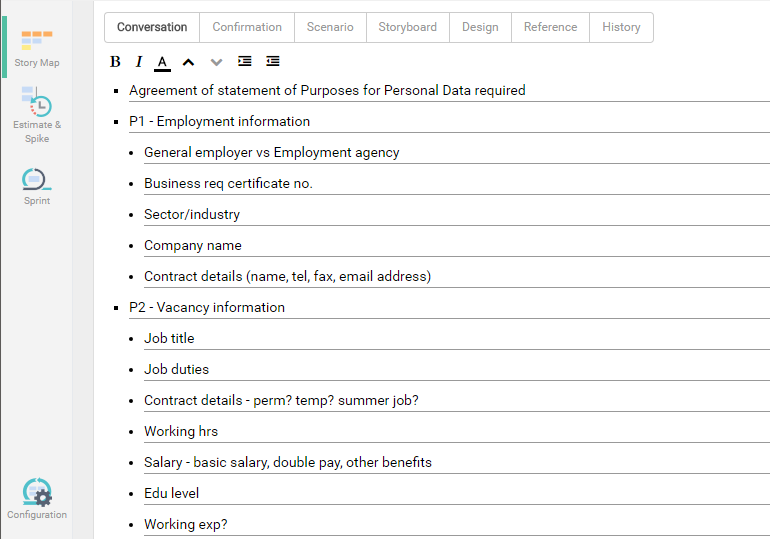 Conversation Confirmation Scenario Storyboard Design Reference History
B I A
Story Map
Estimate &
Spike
Sprint
Configuration
Agreement of statement of Purposes for Personal Data required
P1 - Employment information
General employer vs Employment agency
Business req certificate no.
Sector/industry
Company name
Contract details (name, tel, fax, email address)
P2 - Vacancy information
Job title
Job duties
Contract details - perm? temp? summer job?
Working hrs
Salary - basic salary, double pay, other benefits
Edu level
Working exp?